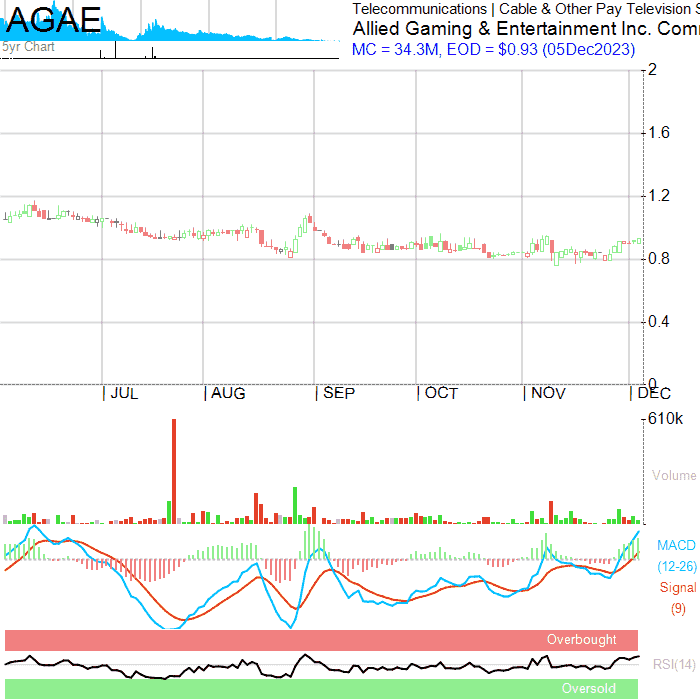 AGAE
5yr Chart
Telecommunications | Cable & Other Pay Television S
Allied Gaming & Entertainment Inc. Com
MC = 34.3M, EOD = $0.93 (05Dec2023)
2
1.6
1.2
0.8
0.4
0
JUL AUG SEP OCT NOV DEC
610k
Volume
MACD
(12-26)
Signal
(9)
Overbought
RSI(14)
Oversold